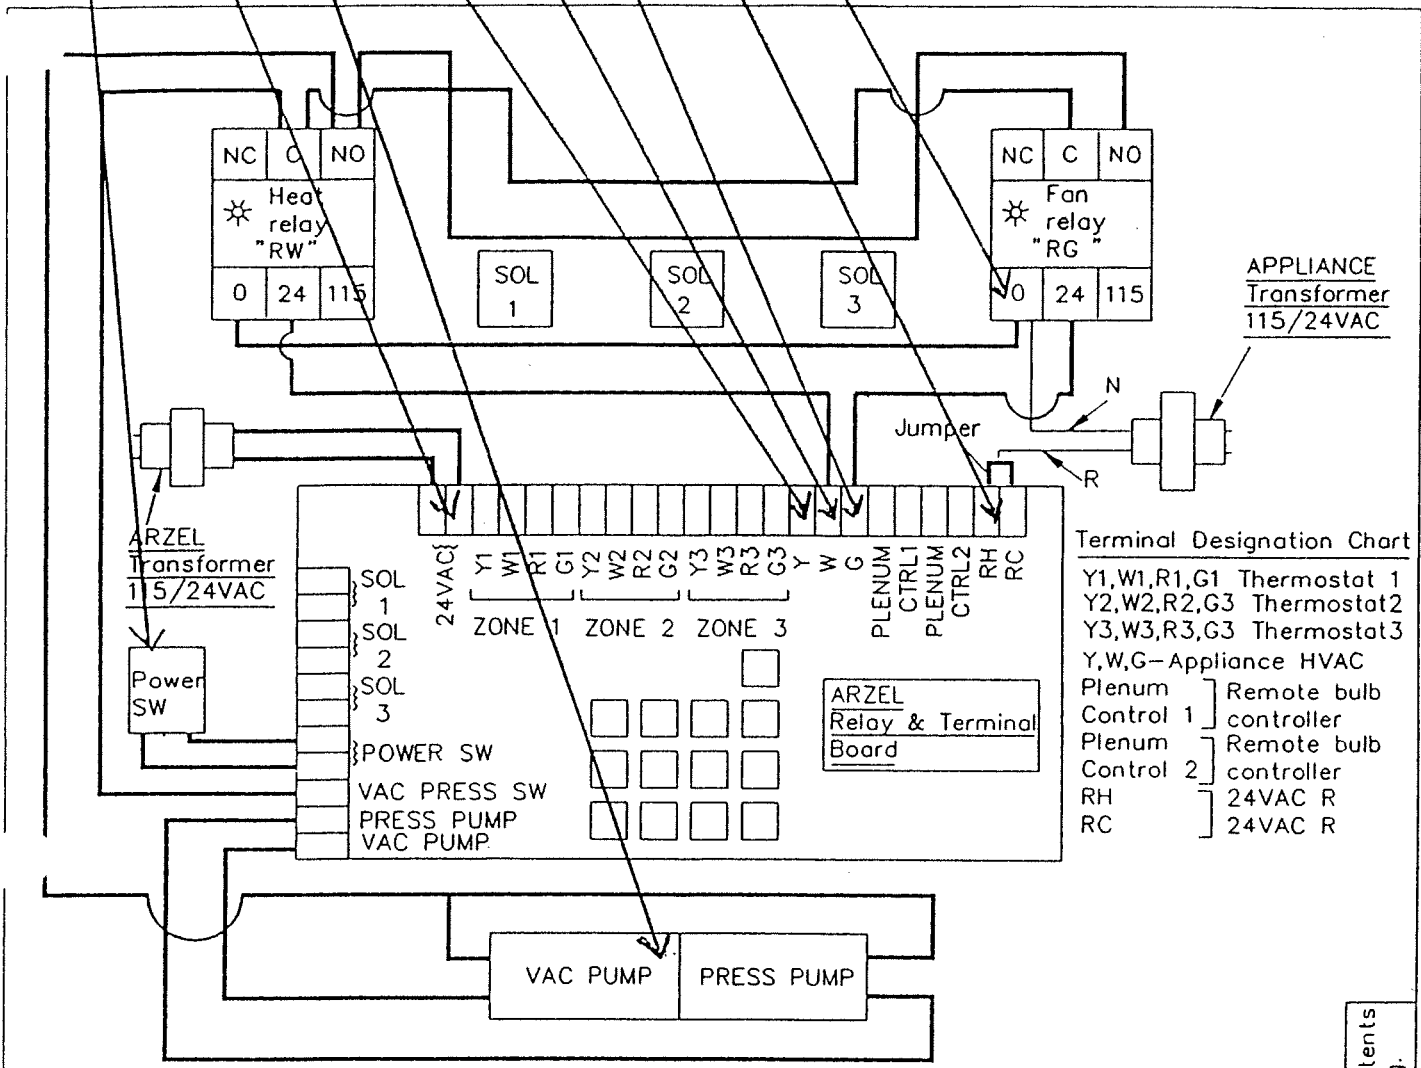 NC C NO
Heat
relay
"RW"
0 24 115
SOL
1
SOL
2
SOL
3
NC C NO
Fan
relay
"RG "
0 24 115
APPLIANCE
Transformer
115/24VAC
N
Jumper
R
ARZEL
Transformer
115/24VAC
24VAC{}
Y1
W1
R1
G1
Y2
W2
R2
G2
Y3
W3
R3
G3
Y
W
G
PLENUM
CTRL1
PLENUM
CTRL2
RH
RC
ZONE 1 ZONE 2 ZONE 3
SOL
1
SOL
2
SOL
3
POWER SW
VAC PRESS SW
PRESS PUMP
VAC PUMP
Power
SW
ARZEL
Relay & Terminal
Board
Terminal Designation Chart
Y1,W1,R1,G1 Thermostat 1
Y2,W2,R2,G3 Thermostat2
Y3,W3,R3,G3 Thermostat3
Y,W,G-Appliance HVAC
Plenum Remote bulb
Control 1 controller
Plenum Remote bulb
Control 2 controller
RH 24VAC R
RC 24VAC R
VAC PUMP PRESS PUMP
tents